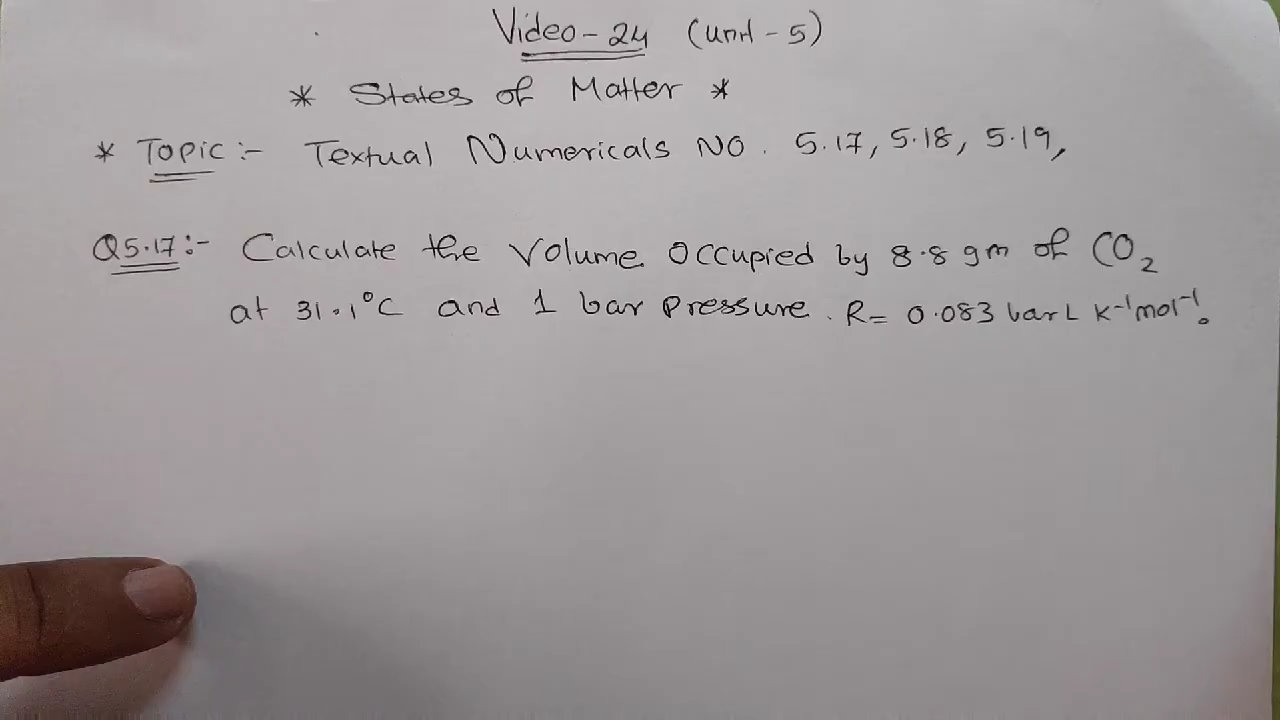 Video - 24 (unit - 5)
* States of Matter *
* Topic :- Textual Numericals NO. 5.17, 5.18, 5.19,
Q5.17:- Calculate the Volume Occupied by 8.8 gm of CO₂
at 31.1°C and 1 bar pressure. R = 0.083 bar L K⁻¹mol⁻¹.